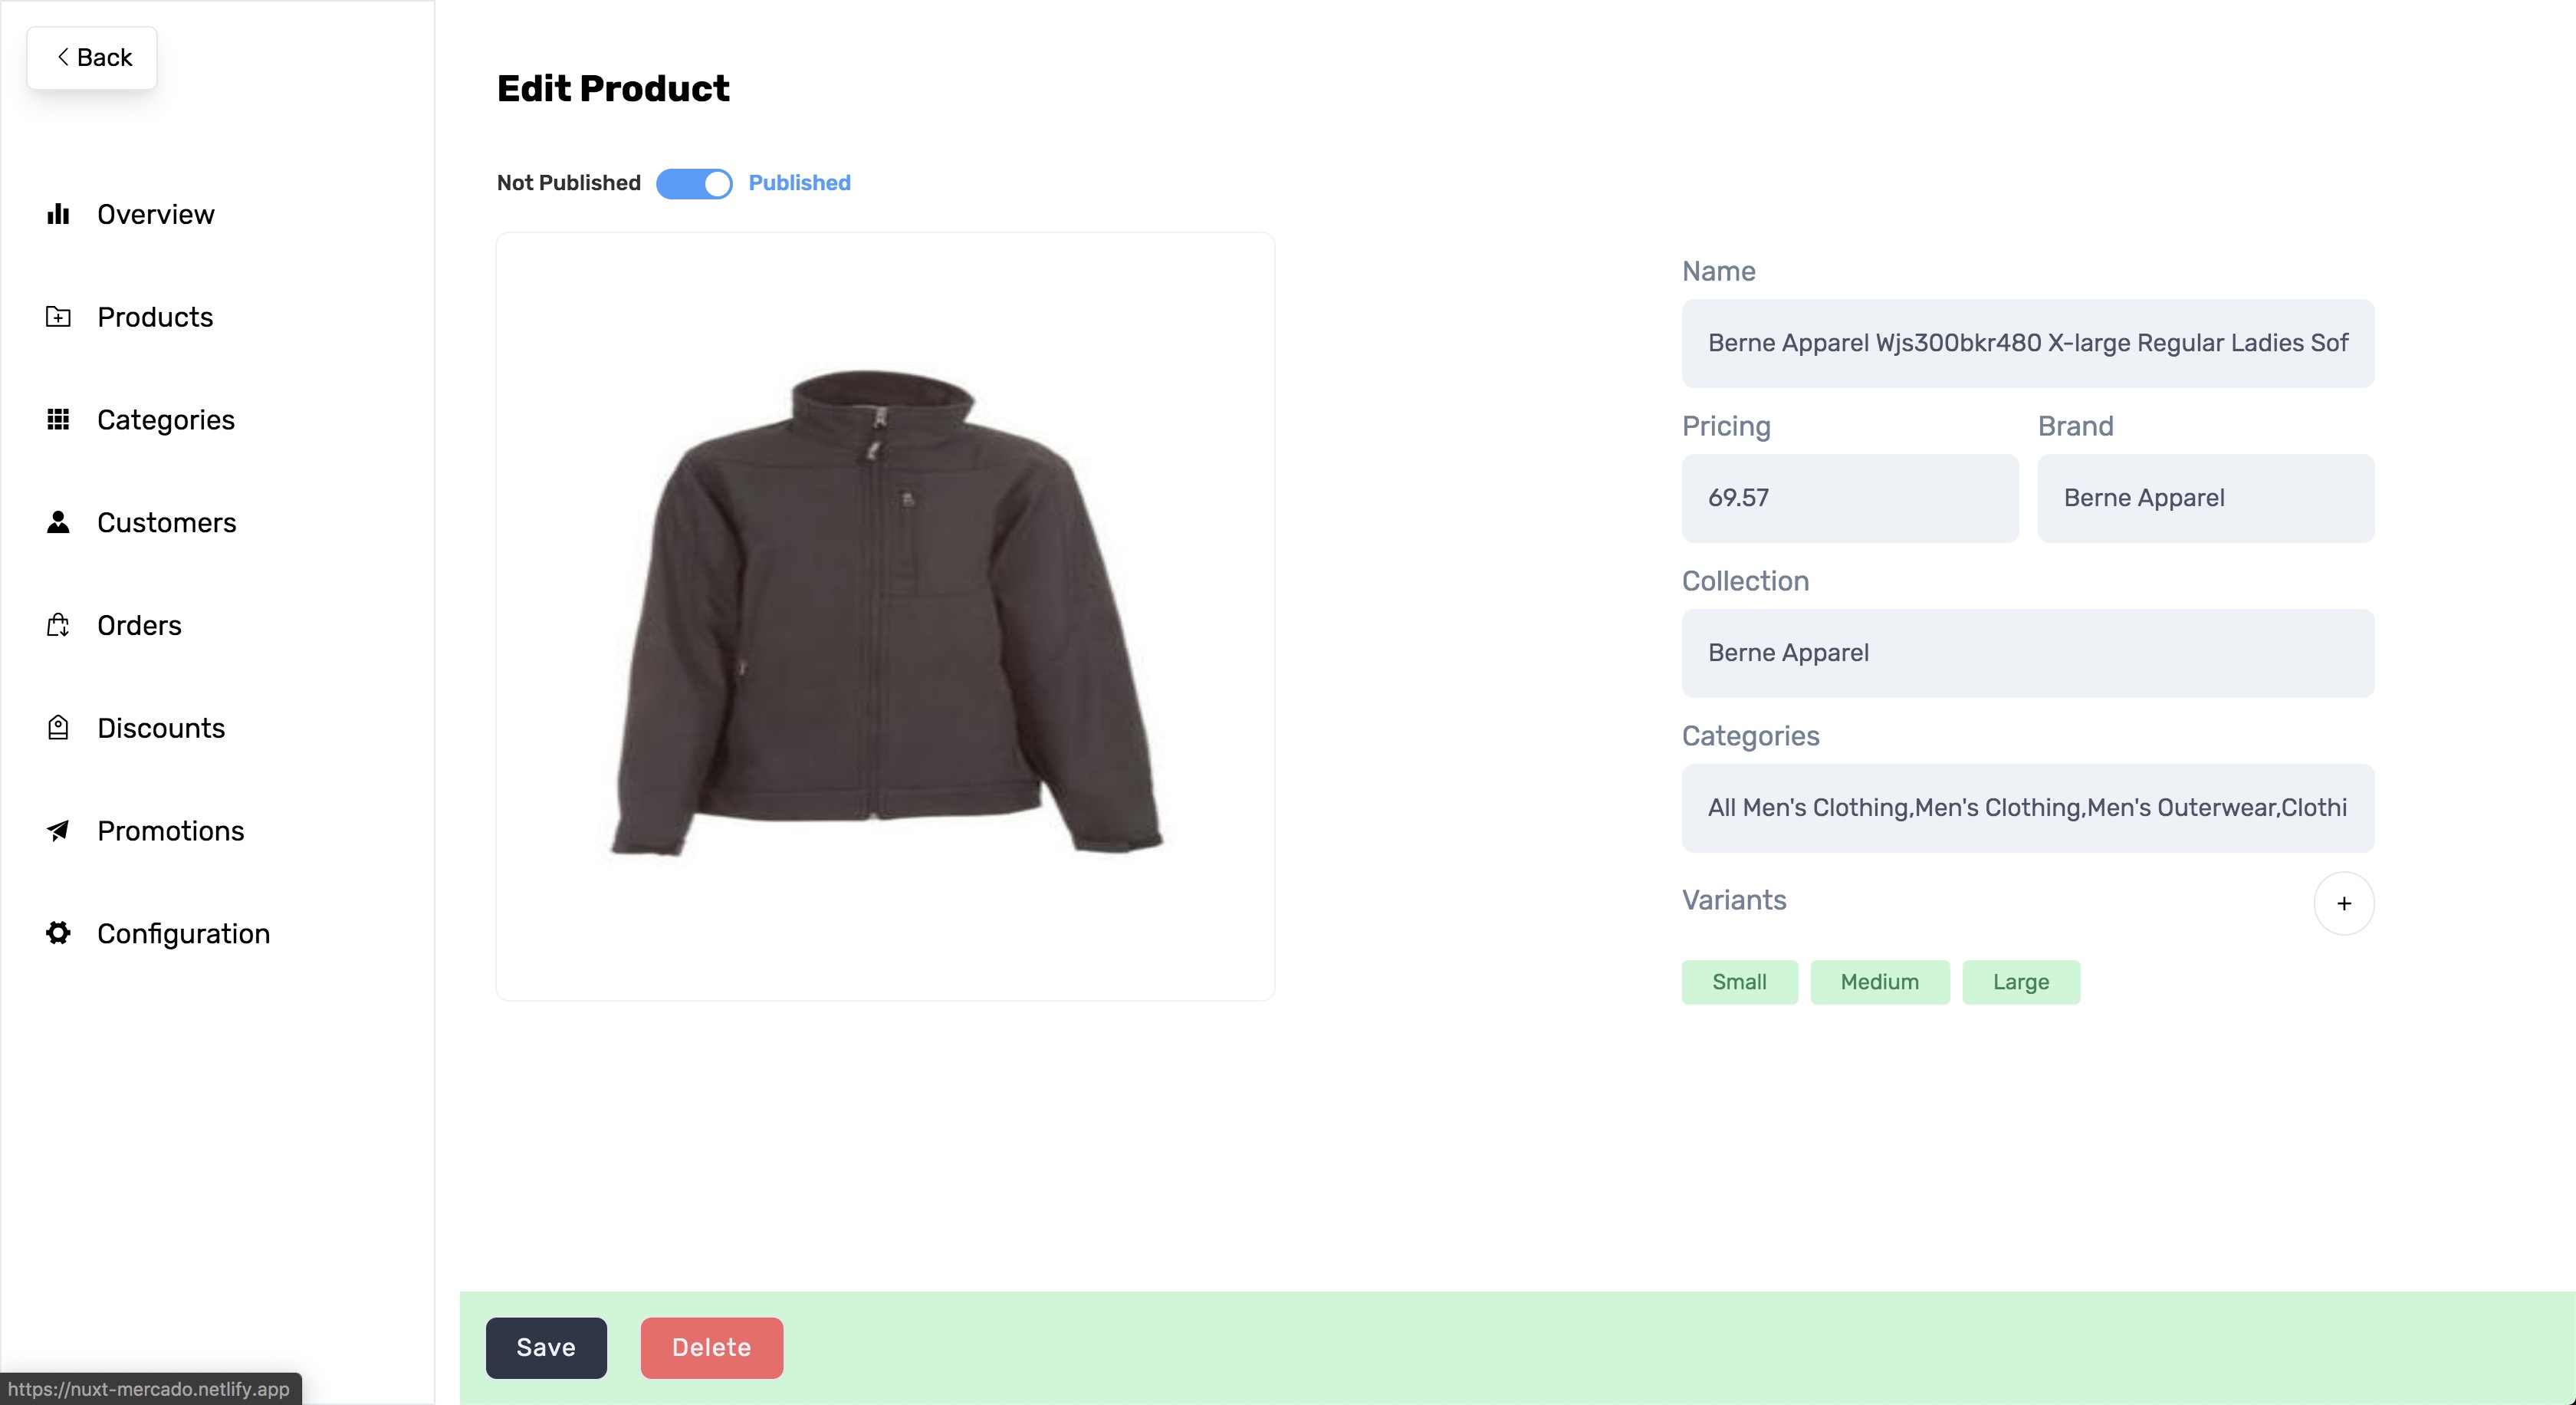 Back
Overview
Products
Categories
Customers
Orders
Discounts
Promotions
Configuration
https://nuxt-mercado.netlify.app
Edit Product
Not Published Published
Name
Berne Apparel Wjs300bkr480 X-large Regular Ladies Sof
Pricing Brand
69.57 Berne Apparel
Collection
Berne Apparel
Categories
All Men's Clothing,Men's Clothing,Men's Outerwear,Clothi
Variants +
Small Medium Large
Save Delete